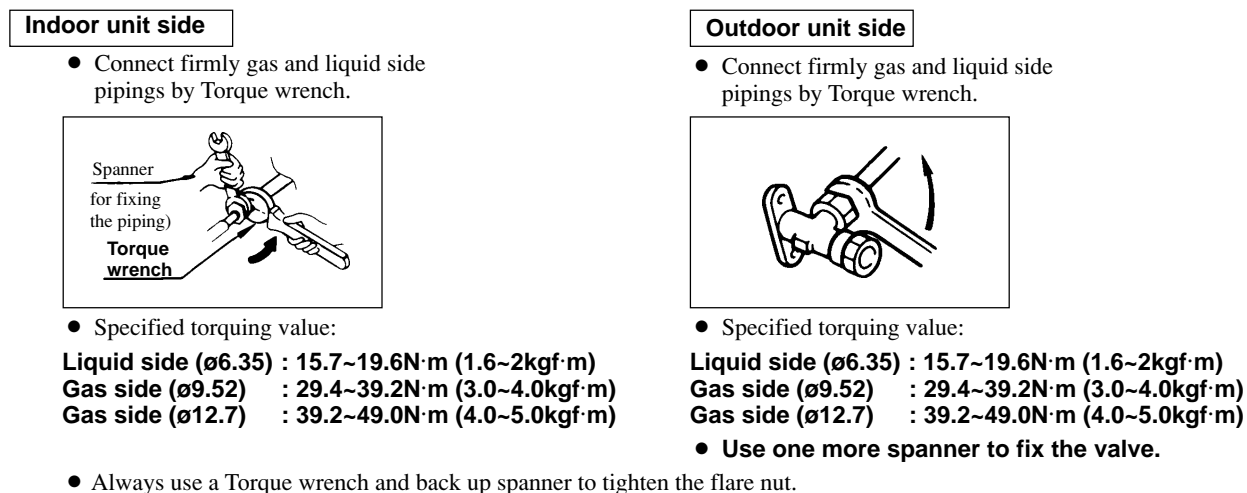 Indoor unit side
● Connect firmly gas and liquid side
pipings by Torque wrench.
Spanner
for fixing
the piping)
Torque
wrench
● Specified torquing value:
Liquid side (ø6.35) : 15.7~19.6N·m (1.6~2kgf·m)
Gas side (ø9.52) : 29.4~39.2N·m (3.0~4.0kgf·m)
Gas side (ø12.7) : 39.2~49.0N·m (4.0~5.0kgf·m)
Outdoor unit side
● Connect firmly gas and liquid side
pipings by Torque wrench.
● Specified torquing value:
Liquid side (ø6.35) : 15.7~19.6N·m (1.6~2kgf·m)
Gas side (ø9.52) : 29.4~39.2N·m (3.0~4.0kgf·m)
Gas side (ø12.7) : 39.2~49.0N·m (4.0~5.0kgf·m)
● Use one more spanner to fix the valve.
● Always use a Torque wrench and back up spanner to tighten the flare nut.